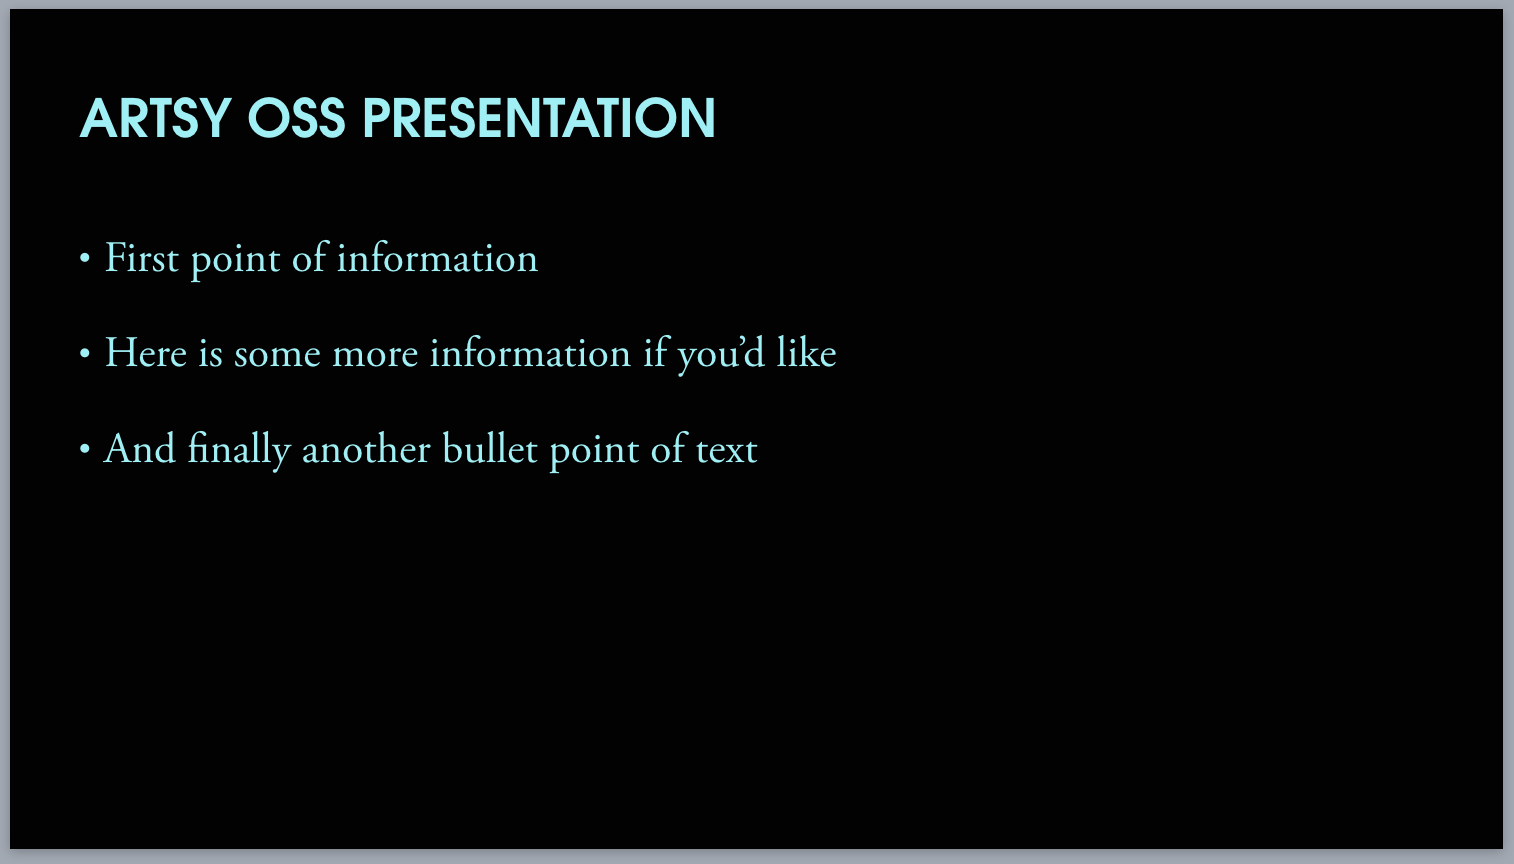 ARTSY OSS PRESENTATION
• First point of information
• Here is some more information if you’d like
• And finally another bullet point of text